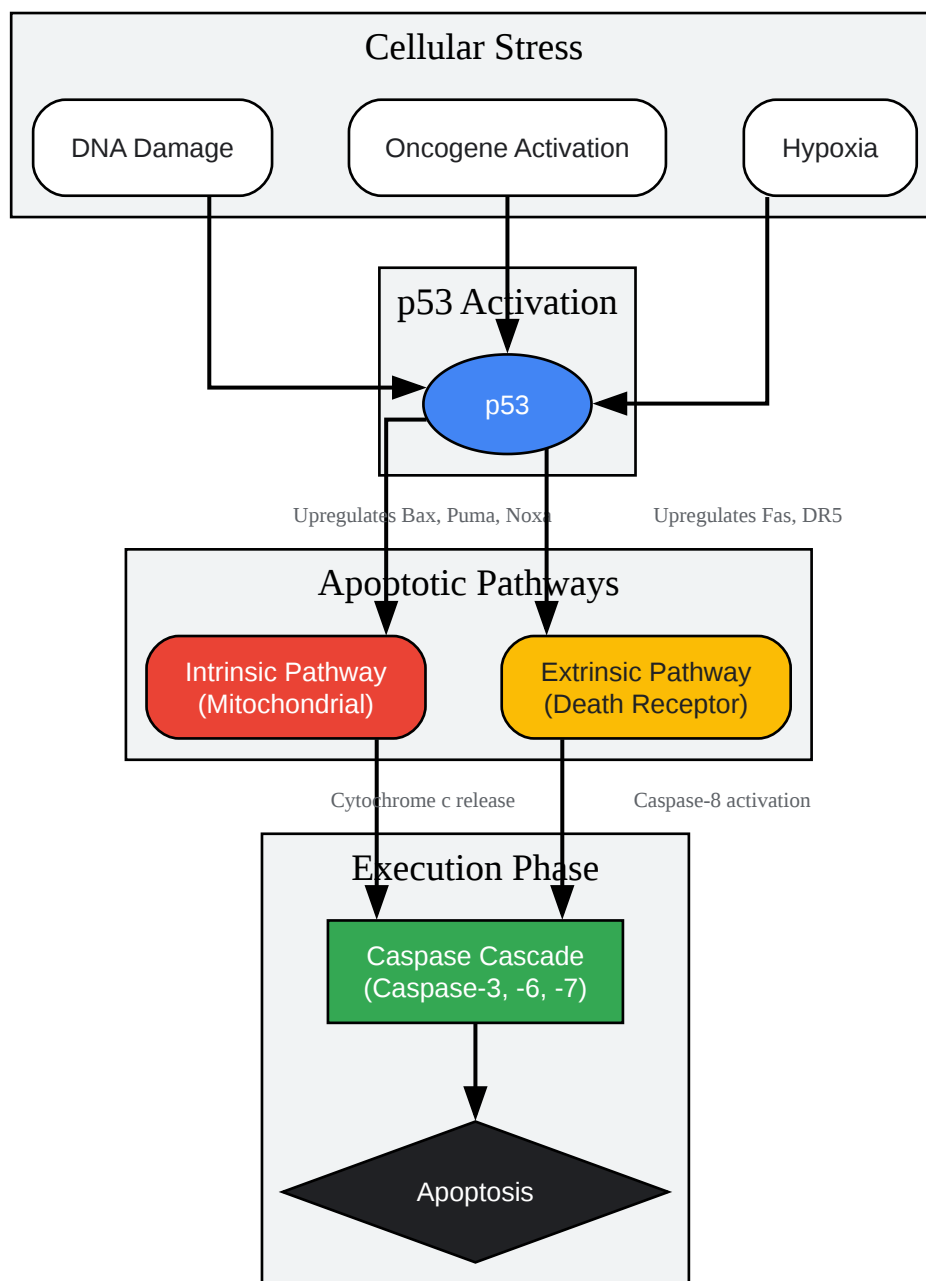 Cellular Stress
DNA Damage
Oncogene Activation
Hypoxia
p53 Activation
p53
Upregulates Bax, Puma, Noxa
Upregulates Fas, DR5
Apoptotic Pathways
Intrinsic Pathway
(Mitochondrial)
Extrinsic Pathway
(Death Receptor)
Cytochrome c release
Caspase-8 activation
Execution Phase
Caspase Cascade
(Caspase-3, -6, -7)
Apoptosis